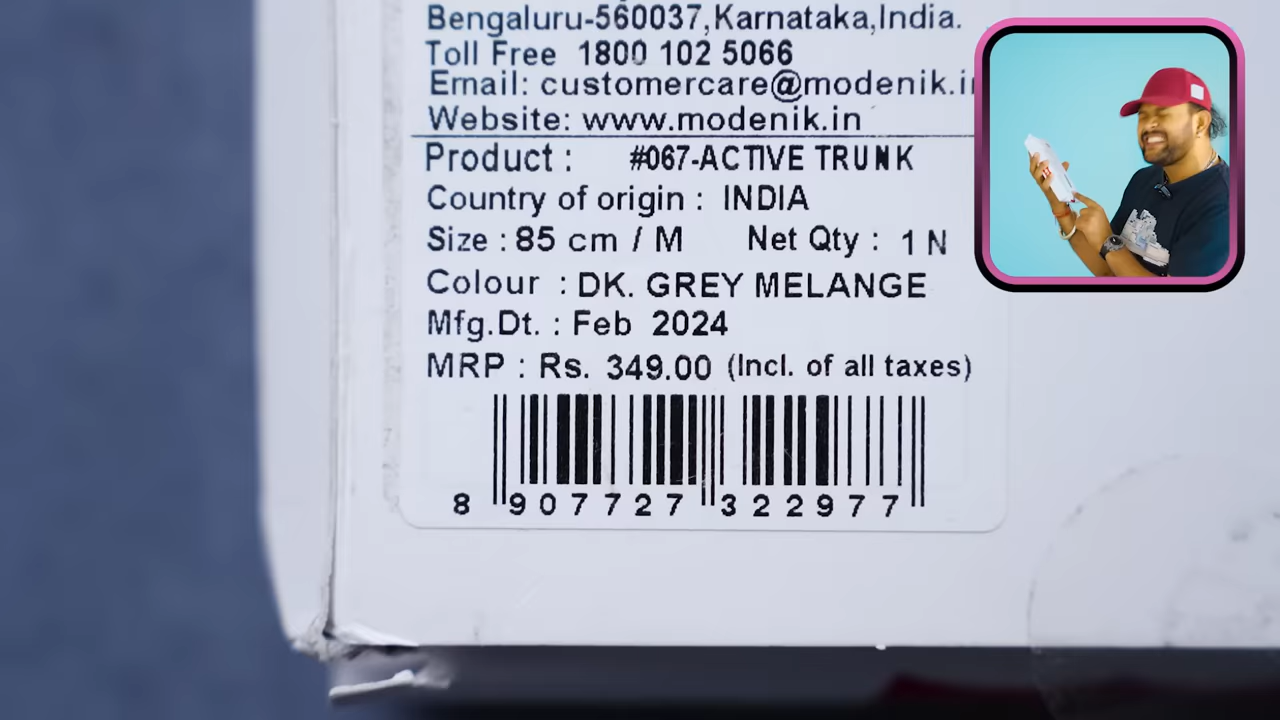 Bengaluru-560037,Karnataka,India.
Toll Free 1800 102 5066
Email: customercare@modenik.in
Website: www.modenik.in
Product : #067-ACTIVE TRUNK
Country of origin : INDIA
Size : 85 cm / M Net Qty : 1 N
Colour : DK. GREY MELANGE
Mfg.Dt. : Feb 2024
MRP : Rs. 349.00 (Incl. of all taxes)
8 907727 322977